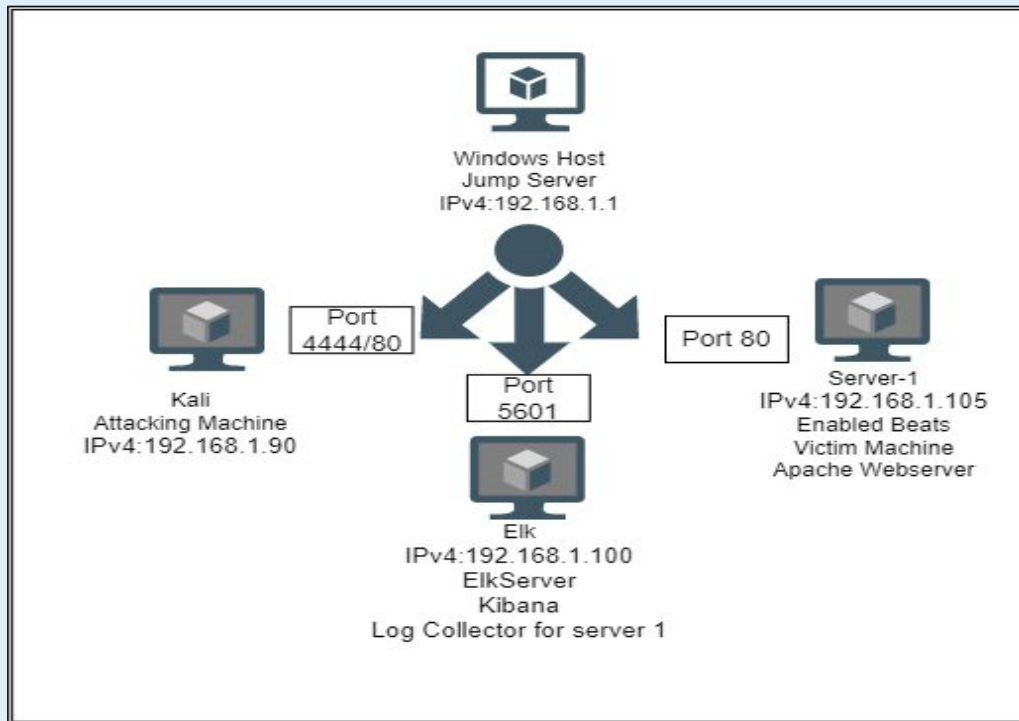 Windows Host
Jump Server
IPv4:192.168.1.1
Port
4444/80
Port 80
Port
5601
Kali
Attacking Machine
IPv4:192.168.1.90
Server-1
IPv4:192.168.1.105
Enabled Beats
Victim Machine
Apache Webserver
Elk
IPv4:192.168.1.100
ElkServer
Kibana
Log Collector for server 1